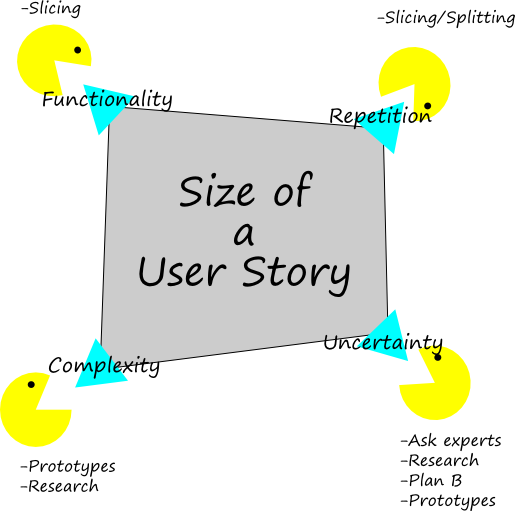 -Slicing
-Slicing/Splitting
Functionality
Repetition
Size of
a
User Story
Uncertainty
Complexity
-Prototypes
-Research
-Ask experts
-Research
-Plan B
-Prototypes